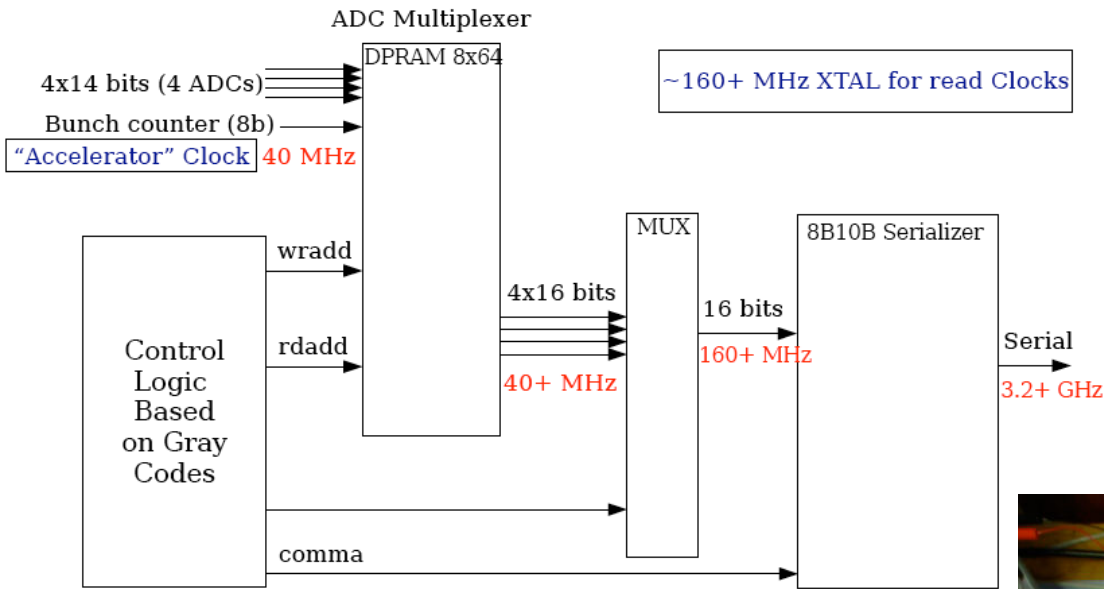 ADC Multiplexer
DPRAM 8x64
4x14 bits (4 ADCs)
Bunch counter (8b)
“Accelerator” Clock
40 MHz
~160+ MHz XTAL for read Clocks
wradd
rdadd
Control
Logic
Based
on Gray
Codes
comma
4x16 bits
40+ MHz
MUX
16 bits
160+ MHz
8B10B Serializer
Serial
3.2+ GHz